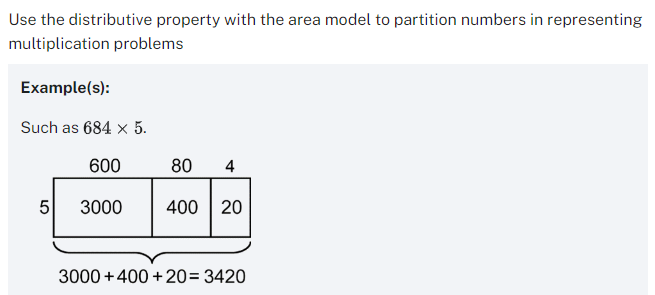 Use the distributive property with the area model to partition numbers in representing
multiplication problems
Example(s):
Such as 684 × 5.
600 80 4
5 3000 400 20
3000 + 400 + 20 = 3420